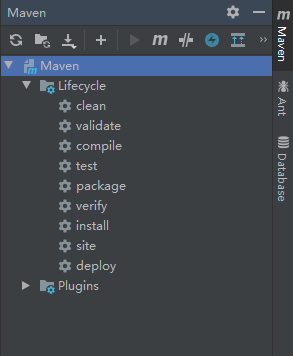 Maven
Maven
Lifecycle
clean
validate
compile
test
package
verify
install
site
deploy
Plugins
Maven
Ant
Database